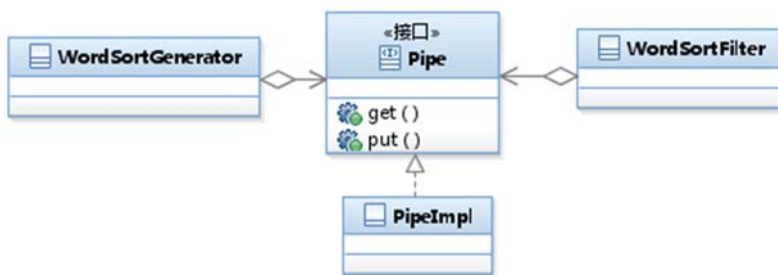 WordSortGenerator
«接口»
Pipe
get ( )
put ( )
WordSortFilter
PipeImpl